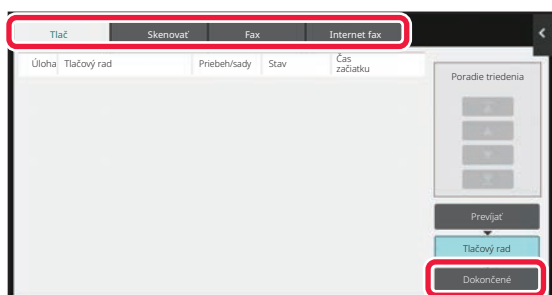 Tlač Skenovať Fax Internet fax
Úloha Tlačový rad Priebeh/sady Stav Čas
začiatku
Poradie triedenia
Prevíjať
Tlačový rad
Dokončené